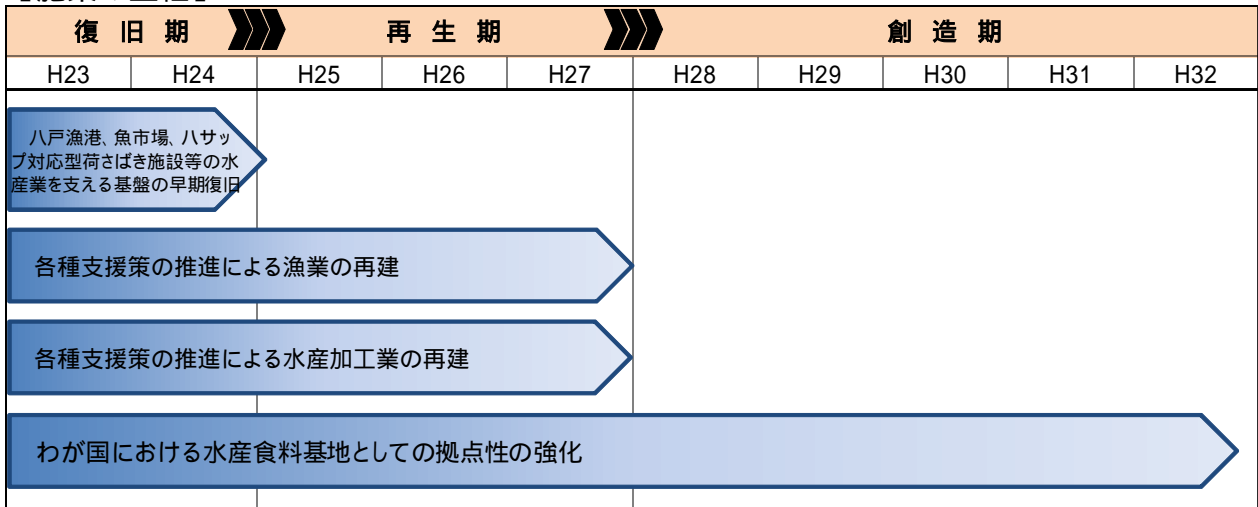 復旧期 再生期 創造期
H23 H24 H25 H26 H27 H28 H29 H30 H31 H32
八戸漁港、魚市場、ハサッ
プ対応型荷さばき施設等の水
産業を支える基盤の早期復旧
各種支援策の推進による漁業の再建
各種支援策の推進による水産加工業の再建
わが国における水産食料基地としての拠点性の強化